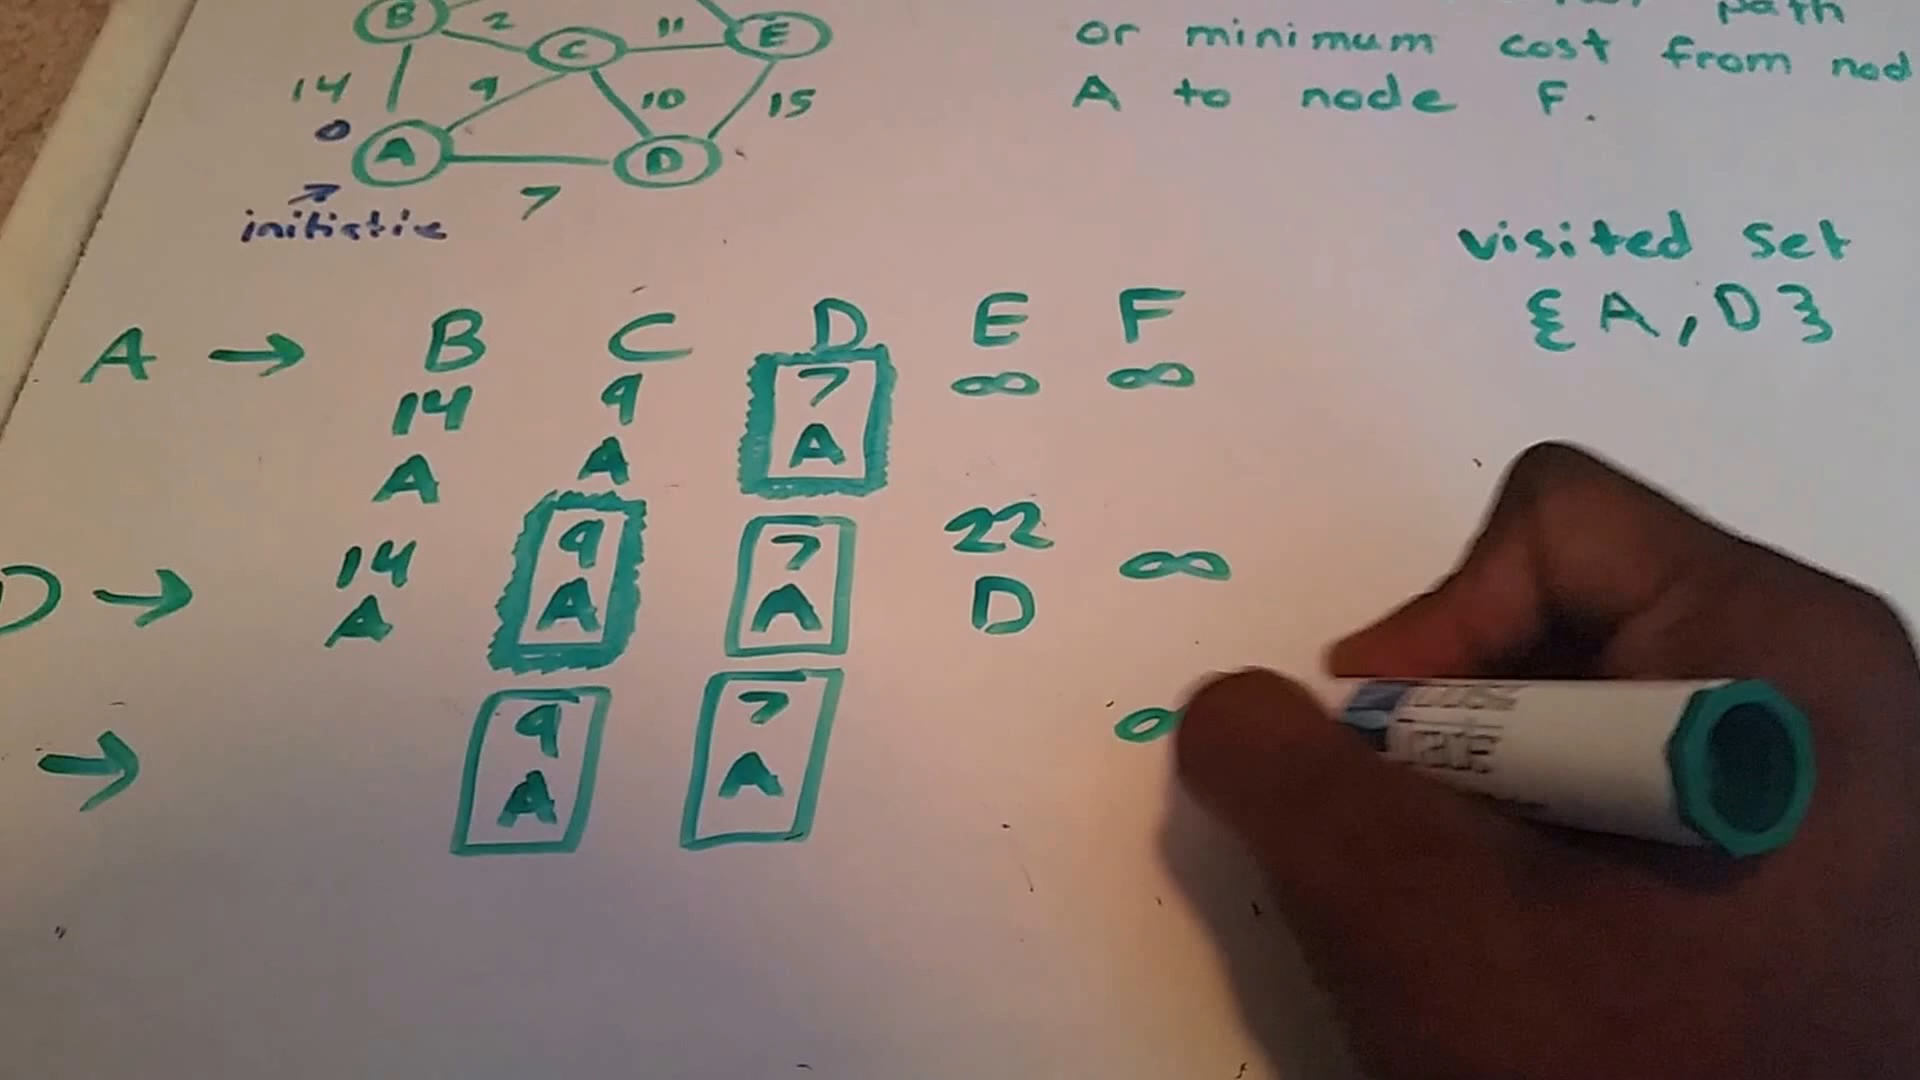 B 2 C 11 E
14 9 10 15
0
A 7 D
initistic
path
or minimum cost from nod
A to node F.
visited set
{A,D}
A → B C D E F
14 9 7 ∞ ∞
A A A
D → 14 9 7 22 ∞
A A A D
→ 9 7
A A